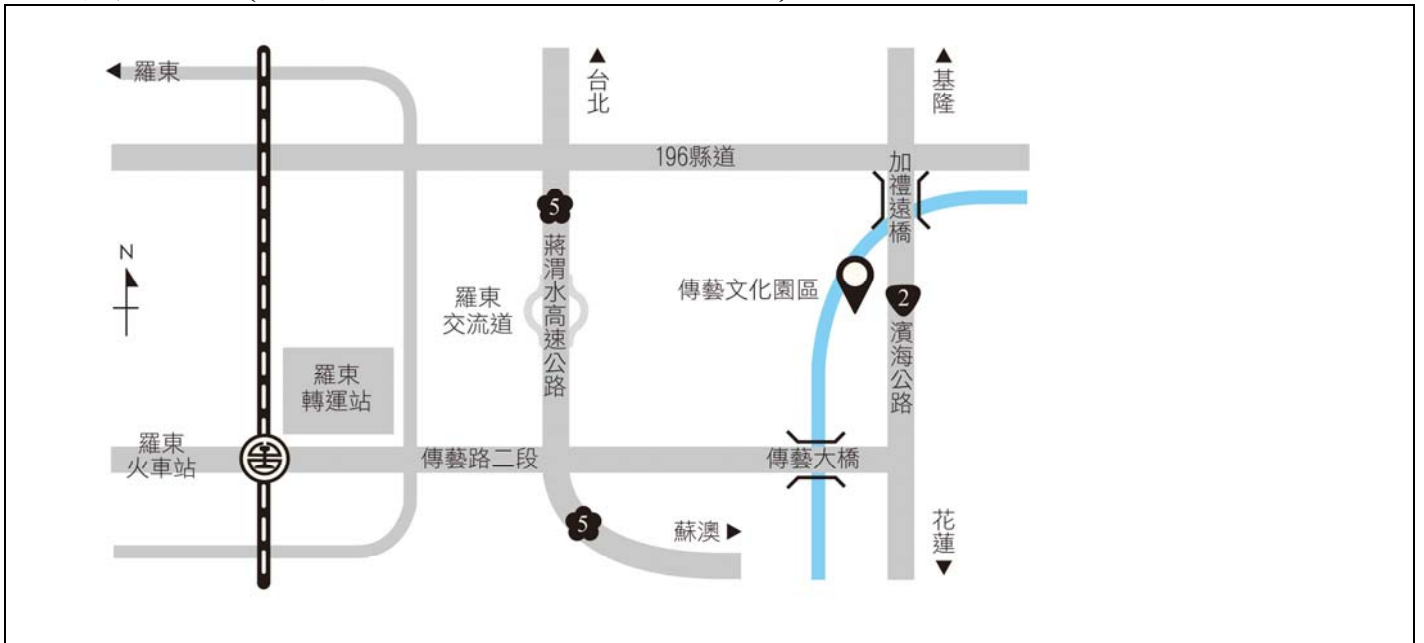 羅東
台北
基隆
196縣道
加禮遠橋
N
5
蔣渭水高速公路
羅東
交流道
傳藝文化園區
2
濱海公路
羅東
轉運站
羅東
火車站
傳藝路二段
傳藝大橋
5
蘇澳
花蓮